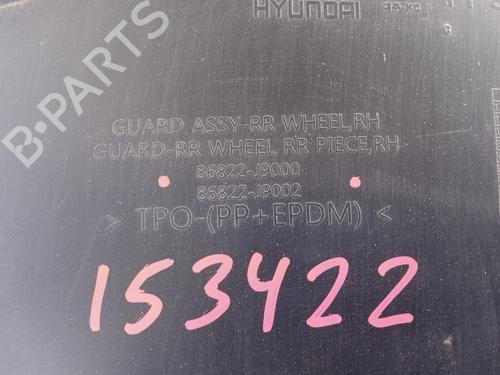 HYUNDAI
B-PARTS
GUARD ASSY-RR WHEEL,RH
GUARD-RR WHEEL RR PIECE,RH
86822-J9000
86822-J9002
> TPO-(PP+EPDM) <
153422